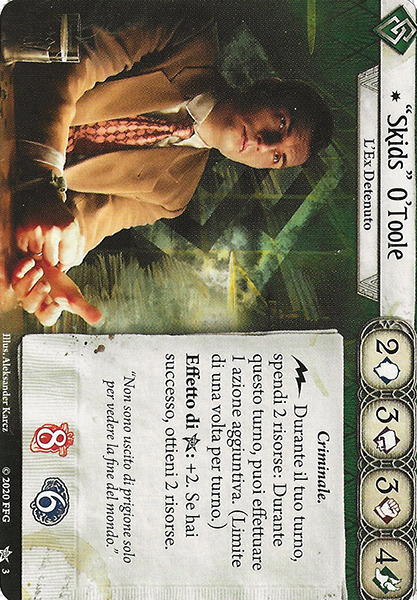 "Skids" O'Toole
L'Ex Detenuto
2 3 3 4
Criminale.
Durante il tuo turno,
spendi 2 risorse: Durante
questo turno, puoi effettuare
1 azione aggiuntiva. (Limite
di una volta per turno.)
Effetto di : +2. Se hai
successo, ottieni 2 risorse.
"Non sono uscito di prigione solo
per vedere la fine del mondo."
8 6
Illus. Aleksander Karcz © 2020 FFG 3